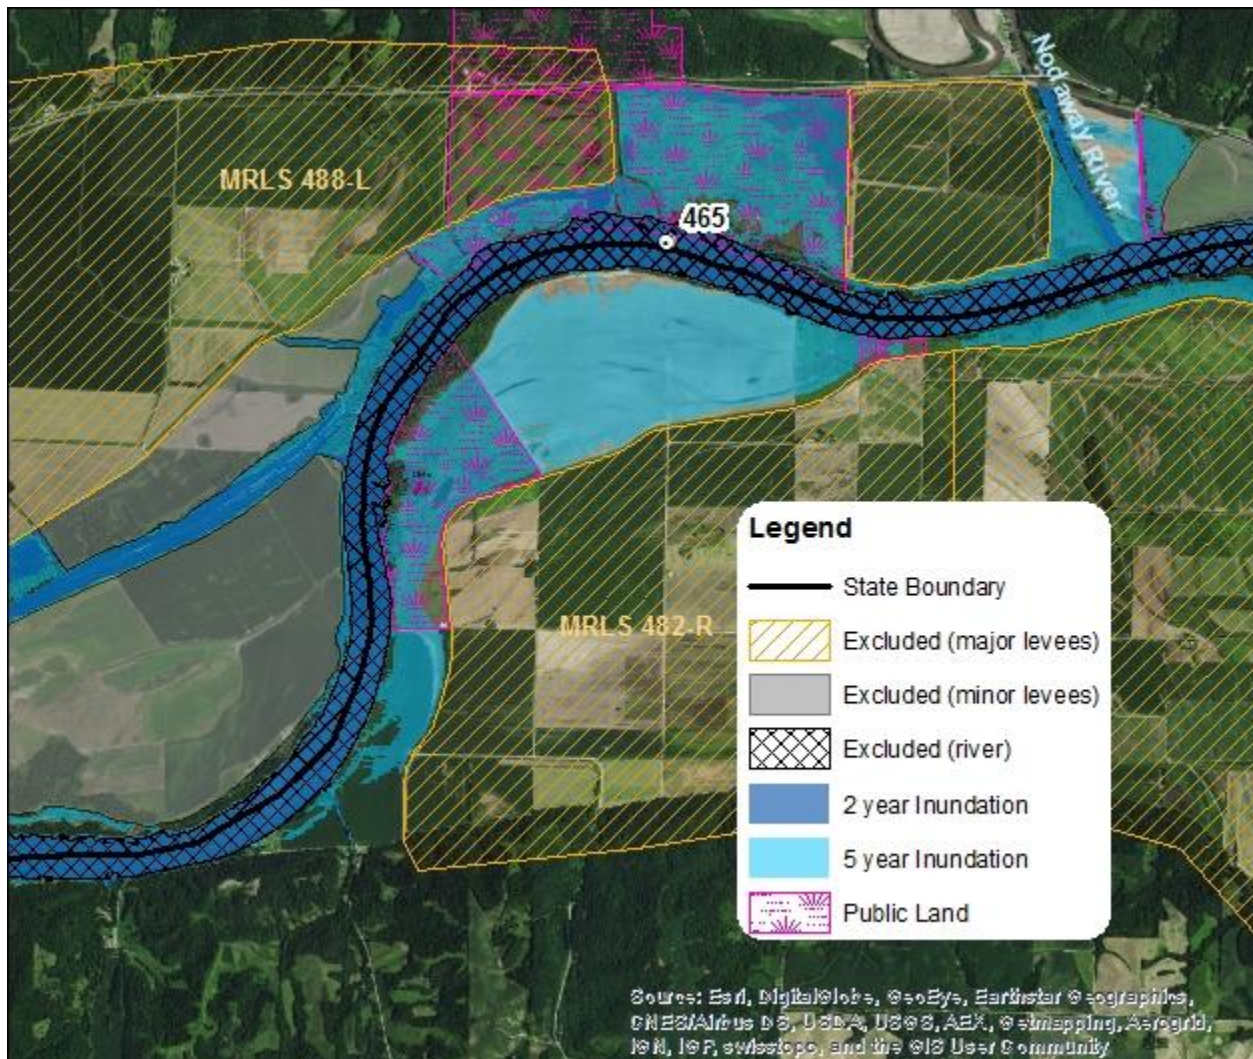 Nodaway River
MRLS 488-L
465
MRLS 482-R
Legend
State Boundary
Excluded (major levees)
Excluded (minor levees)
Excluded (river)
2 year Inundation
5 year Inundation
Public Land
Source: Esri, DigitalGlobe, GeoEye, Earthstar Geographics,
CNES/Airbus DS, USDA, USGS, AEX, Getmapping, Aerogrid,
IGN, IGP, swisstopo, and the GIS User Community